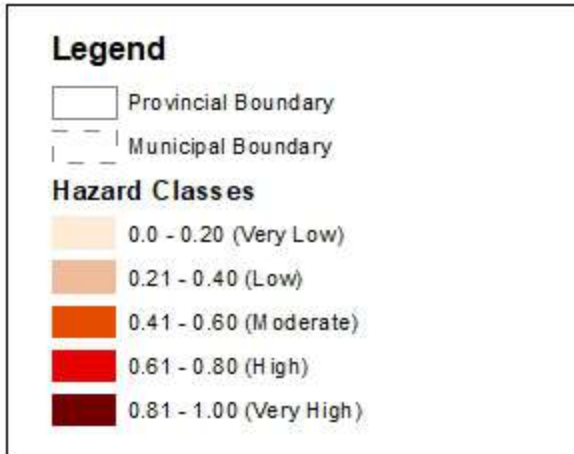 Legend
Provincial Boundary
Municipal Boundary
Hazard Classes
0.0 - 0.20 (Very Low)
0.21 - 0.40 (Low)
0.41 - 0.60 (Moderate)
0.61 - 0.80 (High)
0.81 - 1.00 (Very High)